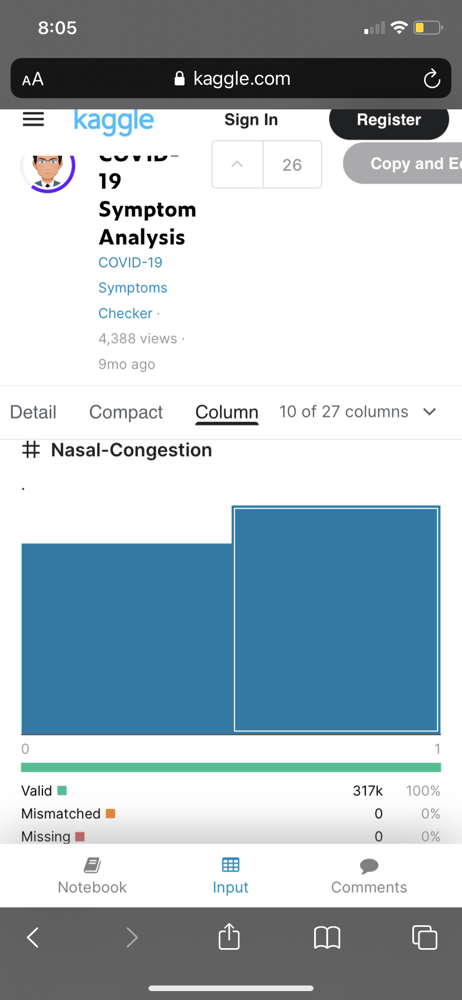 8:05
AA
kaggle.com
kaggle
Sign In
Register
COVID-
19
Symptom
Analysis
26
Copy and E
COVID-19
Symptoms
Checker ·
4,388 views ·
9mo ago
Detail
Compact
Column
10 of 27 columns
# Nasal-Congestion
.
0
1
Valid 317k 100%
Mismatched 0 0%
Missing 0 0%
Notebook
Input
Comments